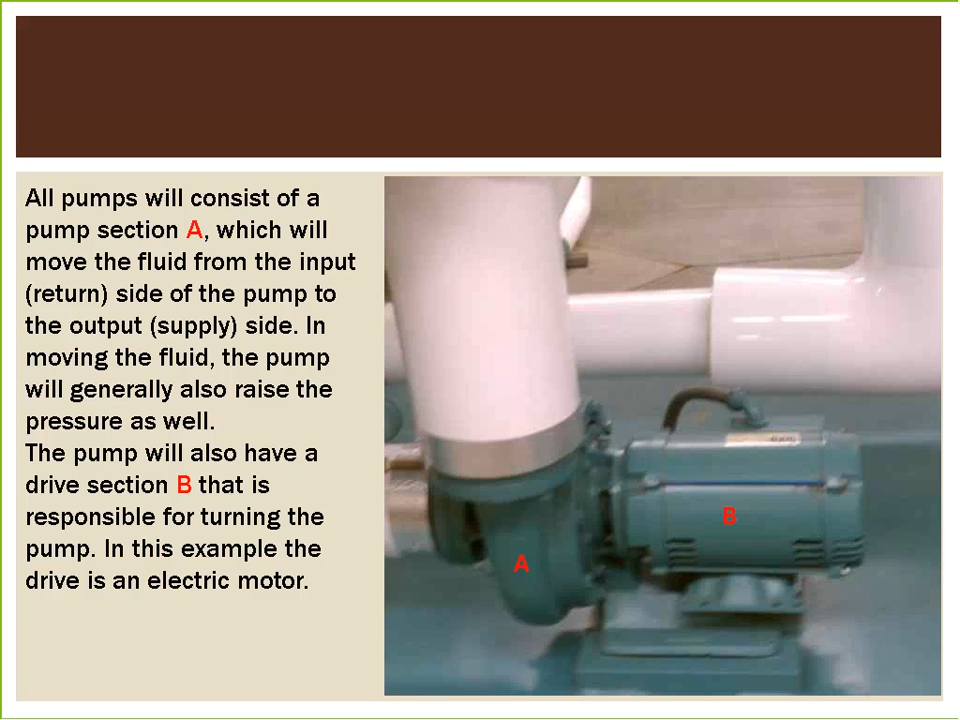 All pumps will consist of a
pump section A, which will
move the fluid from the input
(return) side of the pump to
the output (supply) side. In
moving the fluid, the pump
will generally also raise the
pressure as well.
The pump will also have a
drive section B that is
responsible for turning the
pump. In this example the
drive is an electric motor.
B
A